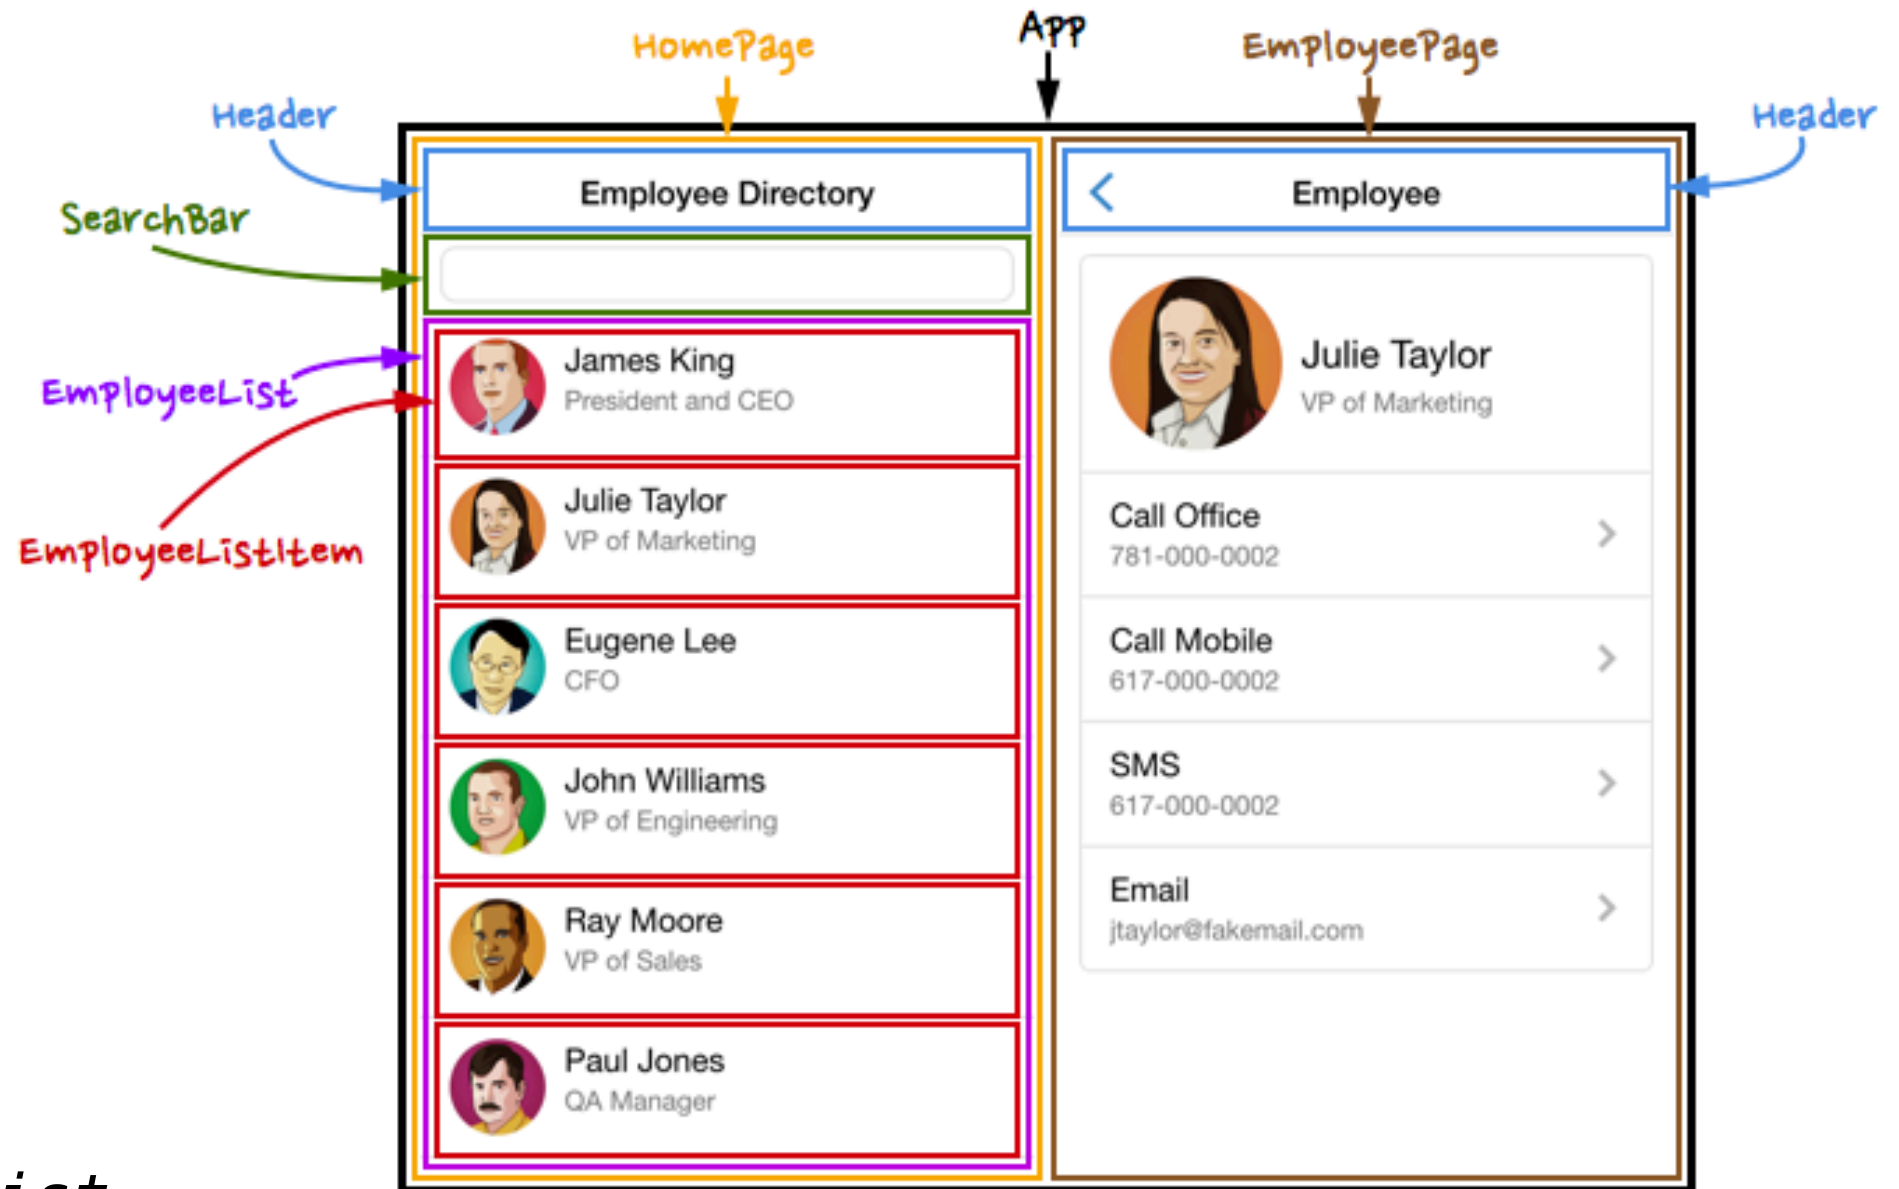 App
HomePage
EmployeePage
Header
Header
SearchBar
EmployeeList
EmployeeListItem
Employee Directory
James King
President and CEO
Julie Taylor
VP of Marketing
Eugene Lee
CFO
John Williams
VP of Engineering
Ray Moore
VP of Sales
Paul Jones
QA Manager
Employee
Julie Taylor
VP of Marketing
Call Office
781-000-0002
Call Mobile
617-000-0002
SMS
617-000-0002
Email
jtaylor@fakemail.com